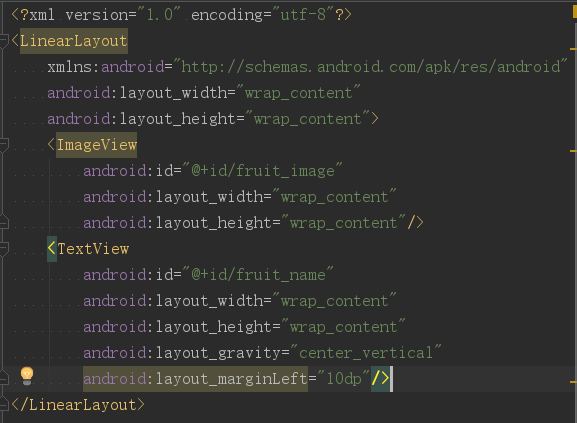 <?xml version="1.0" encoding="utf-8"?>
<LinearLayout
xmlns:android="http://schemas.android.com/apk/res/android"
android:layout_width="wrap_content"
android:layout_height="wrap_content">
<ImageView
android:id="@+id/fruit_image"
android:layout_width="wrap_content"
android:layout_height="wrap_content"/>
<TextView
android:id="@+id/fruit_name"
android:layout_width="wrap_content"
android:layout_height="wrap_content"
android:layout_gravity="center_vertical"
android:layout_marginLeft="10dp"/>
</LinearLayout>